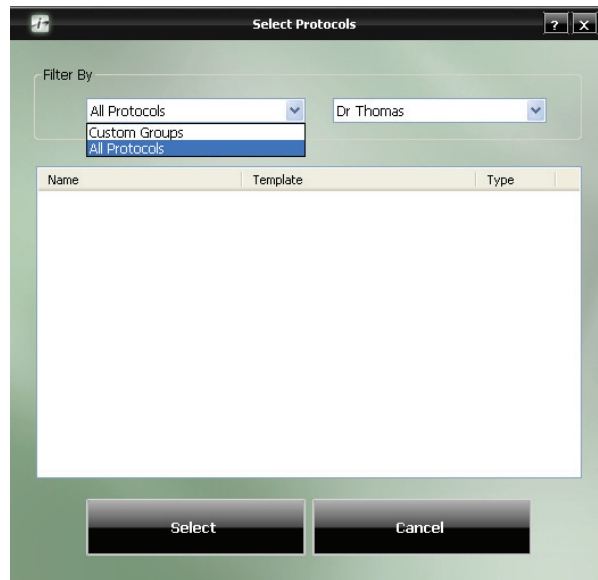 Select Protocols
? X
Filter By
All Protocols Dr Thomas
Custom Groups
All Protocols
Name Template Type
Select Cancel